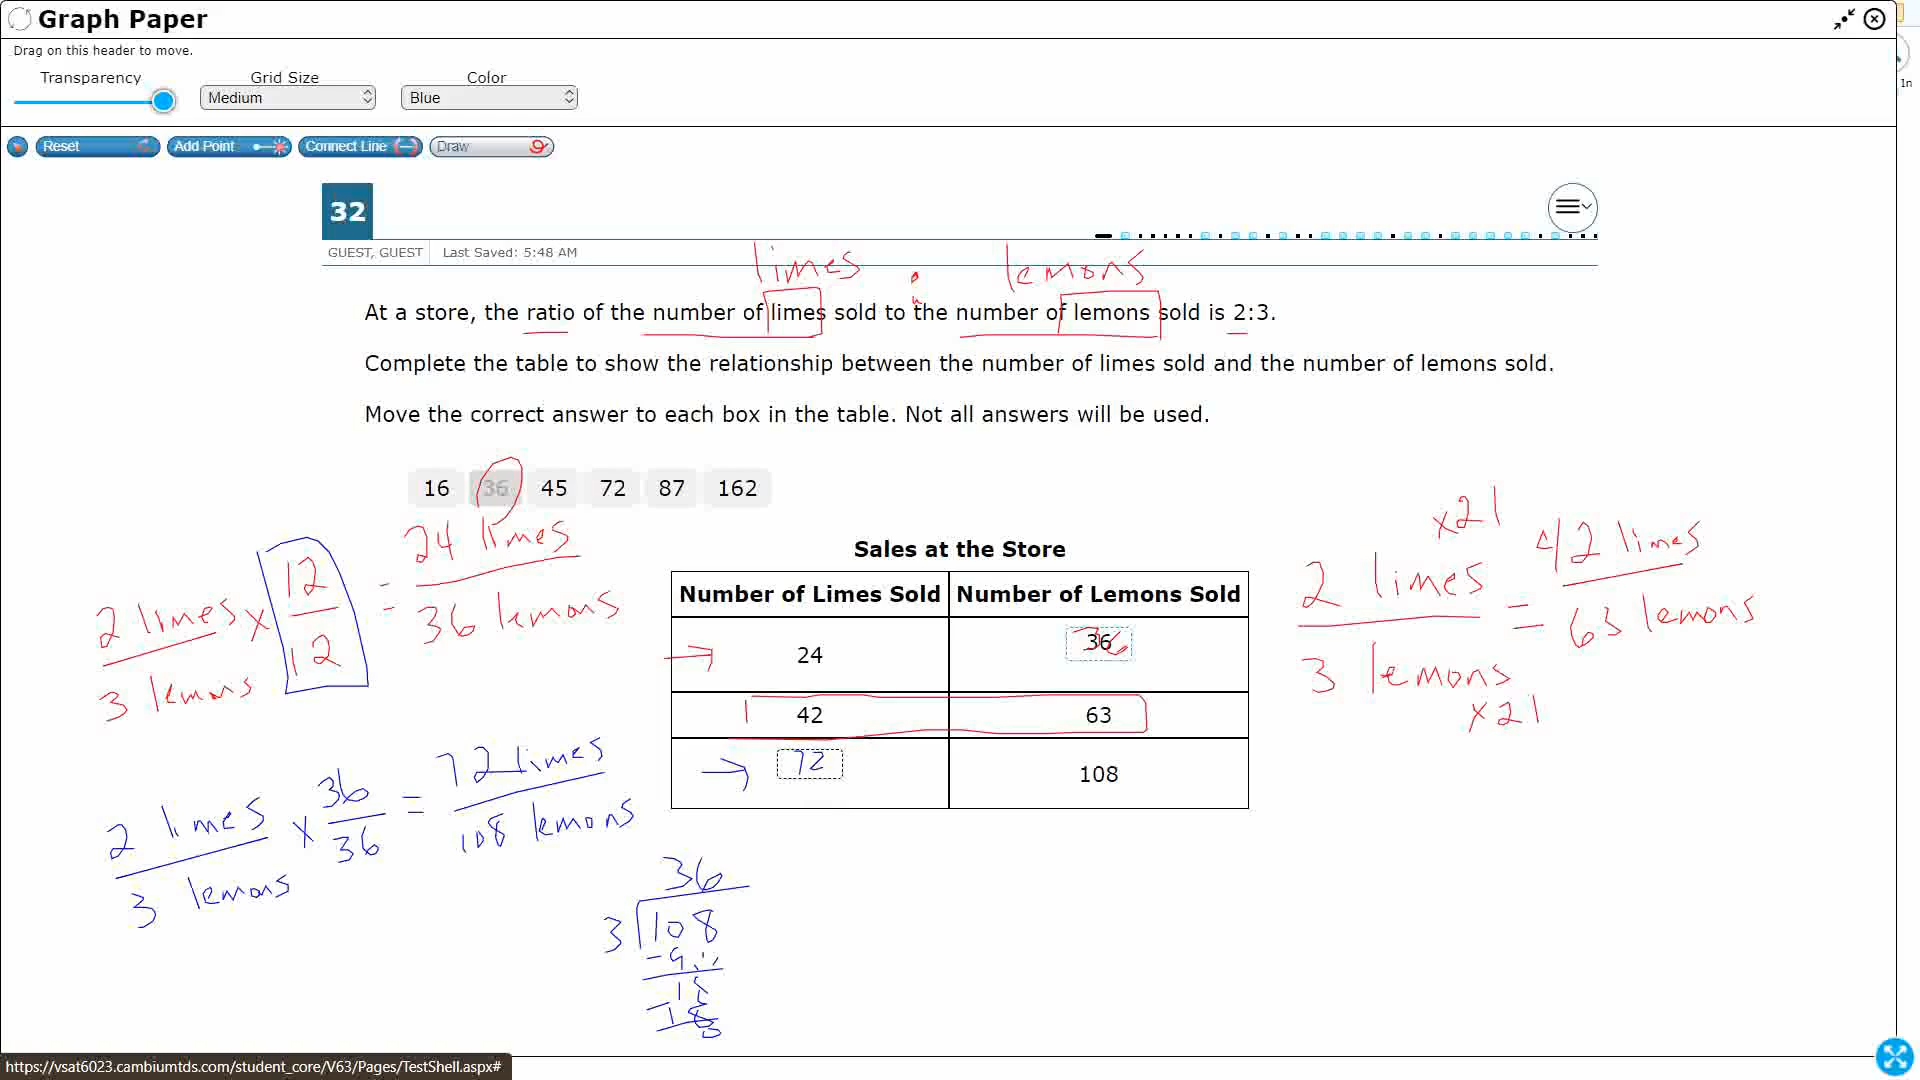 Graph Paper
Drag on this header to move.
Transparency Grid Size Color
Medium Blue
1n
Reset Add Point Connect Line Draw
32
GUEST, GUEST Last Saved: 5:48 AM
limes : lemons
At a store, the ratio of the number of limes sold to the number of lemons sold is 2:3.
Complete the table to show the relationship between the number of limes sold and the number of lemons sold.
Move the correct answer to each box in the table. Not all answers will be used.
16 36 45 72 87 162
2 limes x 12 = 24 limes
3 lemons 12 36 lemons
Sales at the Store
Number of Limes Sold Number of Lemons Sold
24 36
36
42 63
72 108
x21
2 limes = 42 limes
3 lemons 63 lemons
x21
2 limes x 36 = 72 limes
3 lemons 36 108 lemons
36
3 108
-9
18
-18
0
https://vsat6023.cambiumtds.com/student_core/V63/Pages/TestShell.aspx#